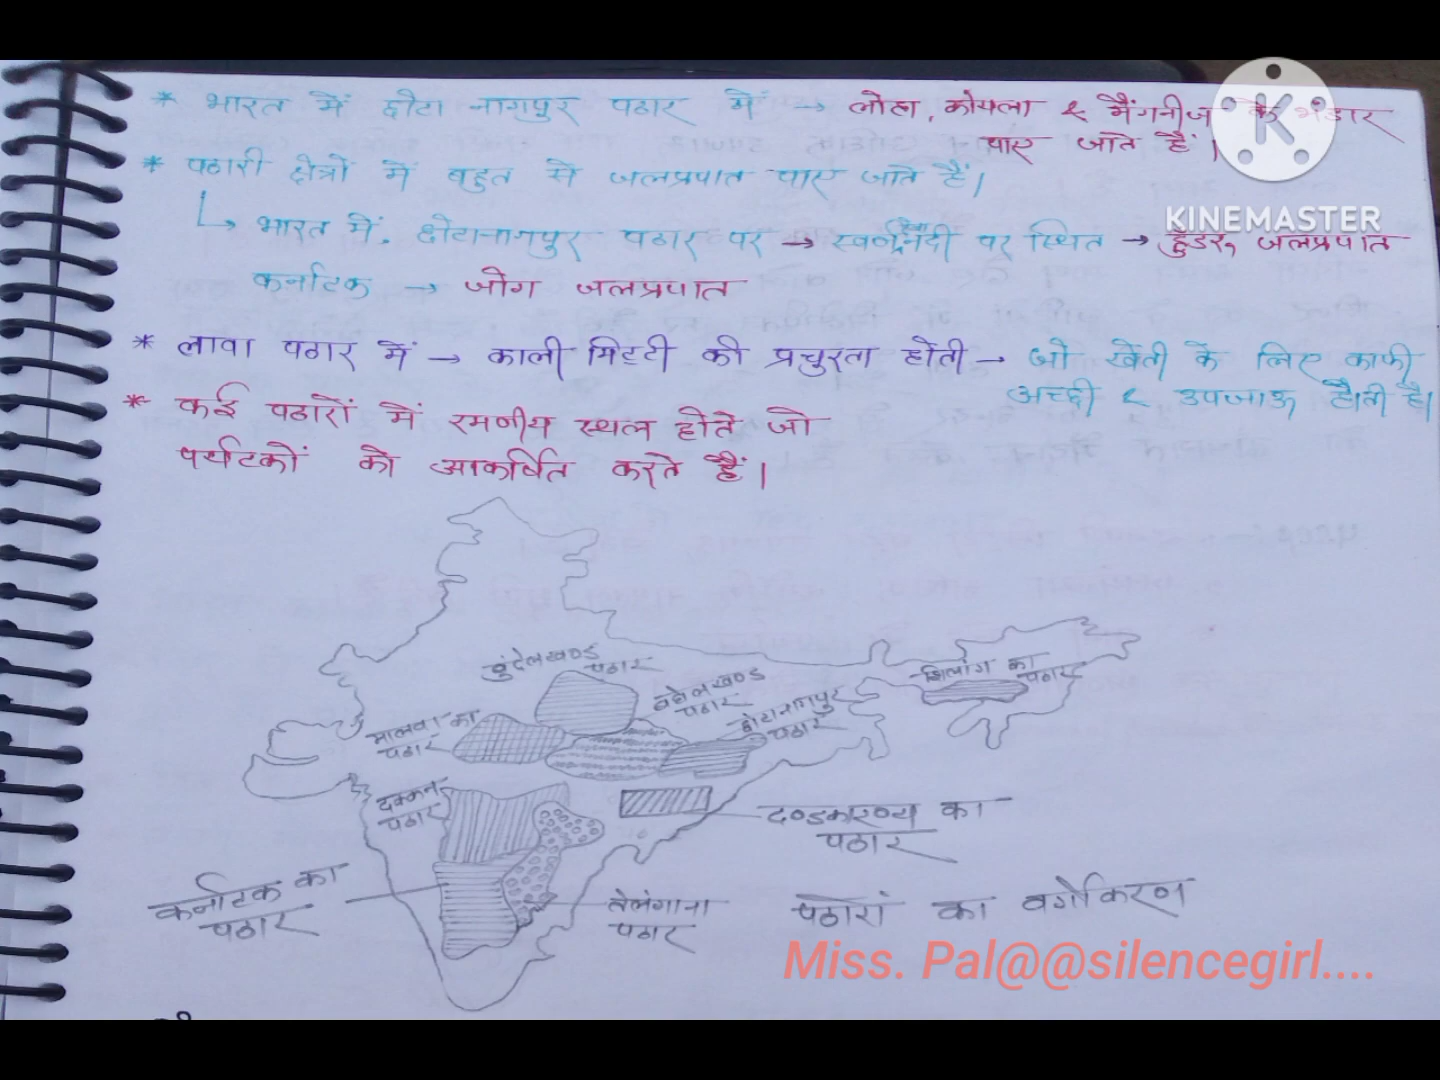 * भारत में छोटा नागपुर पठार में → लोहा, कोयला & मैंगनीज के भंडार
पाए जाते हैं।
* पठारी क्षेत्रों में बहुत से जलप्रपात पाए जाते हैं।
KINEMASTER
↳ भारत में, छोटानागपुर पठार पर → स्वर्णरेखा नदी पर स्थित → हुंडरू जलप्रपात
कर्नाटक → जोग जलप्रपात
* लावा पठार में → काली मिट्टी की प्रचुरता होती → जो खेती के लिए काफी
अच्छी & उपजाऊ होती है।
* कई पठारों में रमणीय स्थल होते जो
पर्यटकों को आकर्षित करते हैं।
बुंदेलखण्ड
पठार
शिलांग का
पठार
बघेलखण्ड
पठार
छोटानागपुर
पठार
मालवा का
पठार
दक्कन
पठार
दण्डकारण्य का
पठार
कर्नाटक का
पठार
तेलंगाना
पठार
पठारों का वर्गीकरण
Miss. Pal@@silencegirl....